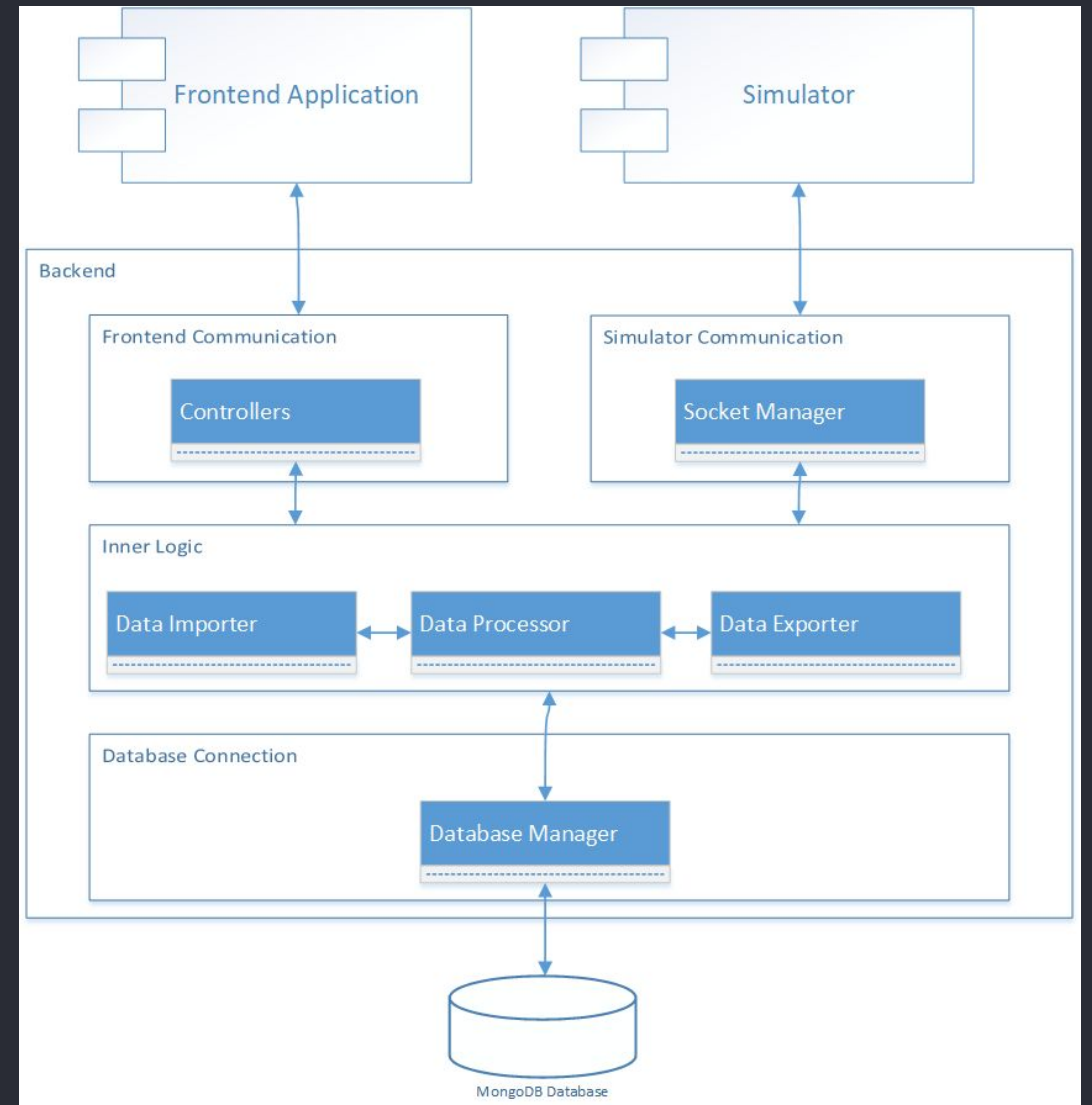 Frontend Application
Simulator
Backend
Frontend Communication
Simulator Communication
Controllers
Socket Manager
Inner Logic
Data Importer
Data Processor
Data Exporter
Database Connection
Database Manager
MongoDB Database